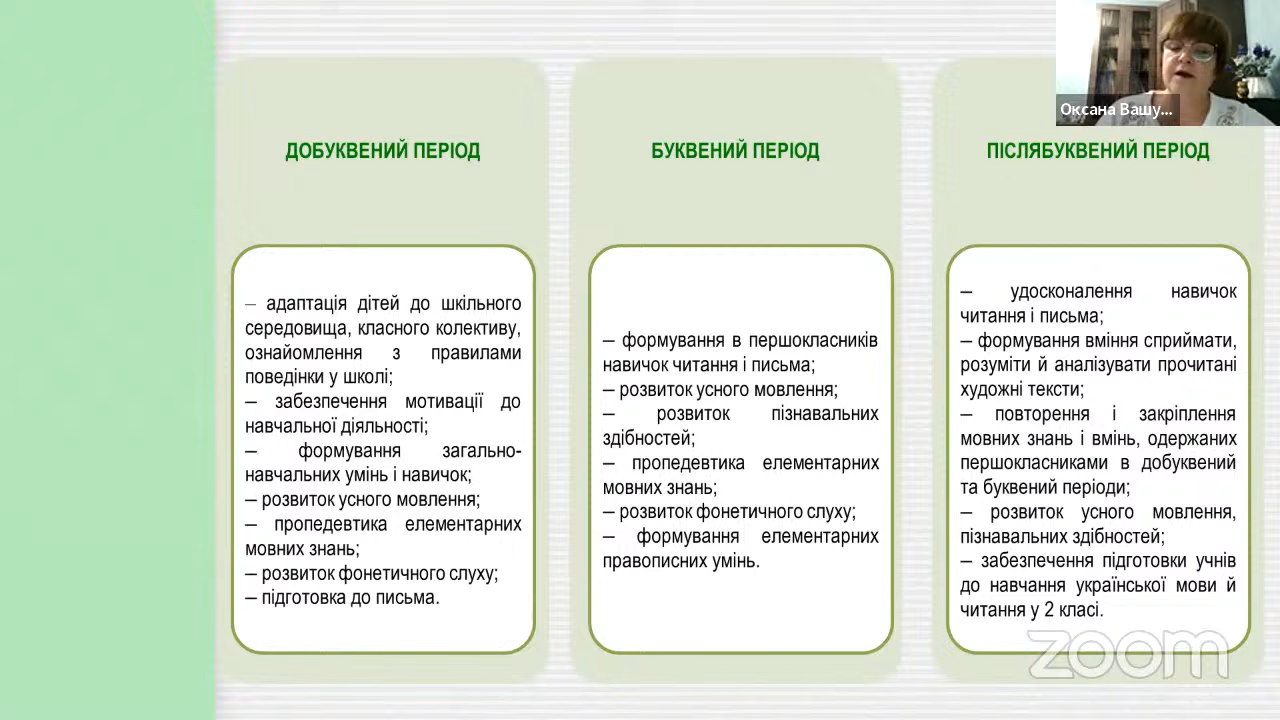 Оксана Вашу...
ДОБУКВЕНИЙ ПЕРІОД
– адаптація дітей до шкільного
середовища, класного колективу,
ознайомлення з правилами
поведінки у школі;
– забезпечення мотивації до
навчальної діяльності;
– формування загально-
навчальних умінь і навичок;
– розвиток усного мовлення;
– пропедевтика елементарних
мовних знань;
– розвиток фонетичного слуху;
– підготовка до письма.
БУКВЕНИЙ ПЕРІОД
– формування в першокласників
навичок читання і письма;
– розвиток усного мовлення;
– розвиток пізнавальних
здібностей;
– пропедевтика елементарних
мовних знань;
– розвиток фонетичного слуху;
– формування елементарних
правописних умінь.
ПІСЛЯБУКВЕНИЙ ПЕРІОД
– удосконалення навичок
читання і письма;
– формування вміння сприймати,
розуміти й аналізувати прочитані
художні тексти;
– повторення і закріплення
мовних знань і вмінь, одержаних
першокласниками в добуквений
та буквений періоди;
– розвиток усного мовлення,
пізнавальних здібностей;
– забезпечення підготовки учнів
до навчання української мови й
читання у 2 класі.
zoom